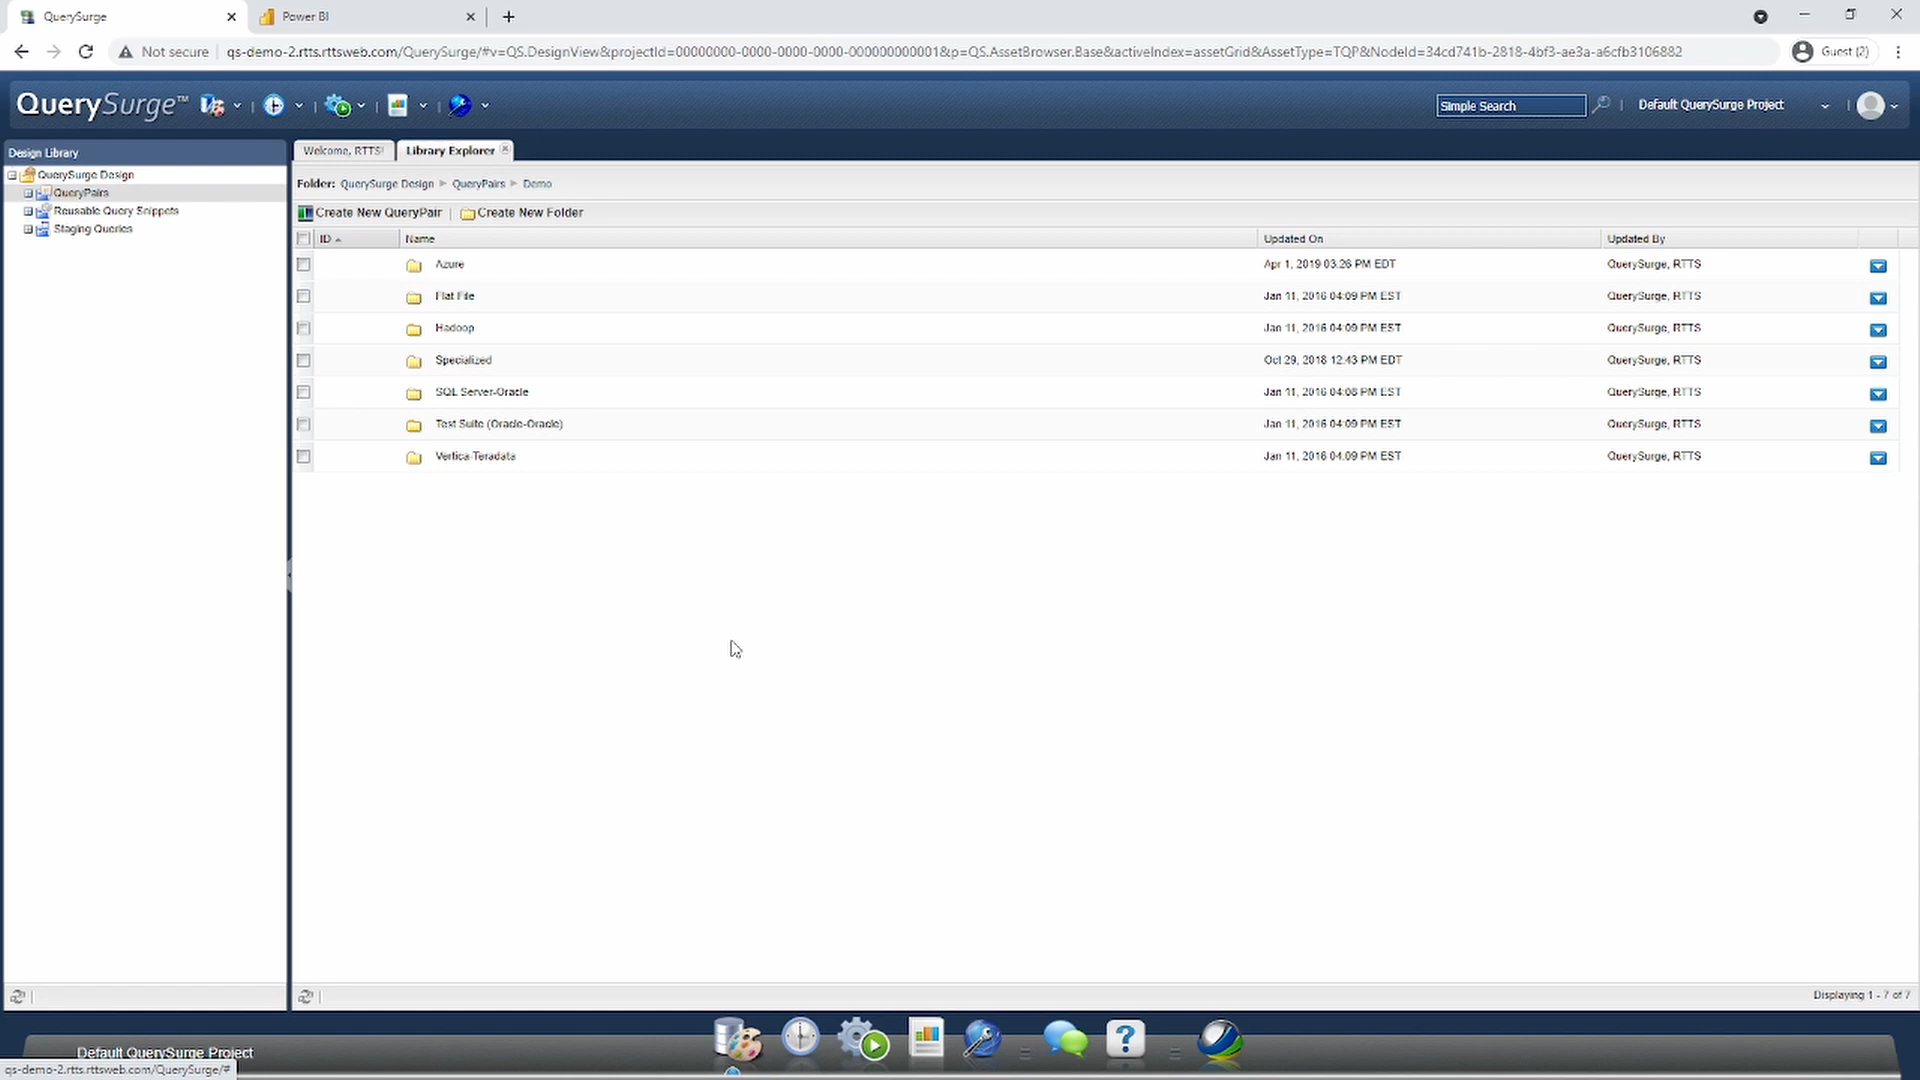 QuerySurge
Power BI
Not secure
qs-demo-2.rtts.rttsweb.com/QuerySurge/#v=QS.DesignView&projectId=00000000-0000-0000-0000-000000000001&p=QS.AssetBrowser.Base&activeIndex=assetGrid&AssetType=TQP&NodeId=34cd741b-2818-4bf3-ae3a-a6cfb3106882
Guest (2)
QuerySurge™
Simple Search
Default QuerySurge Project
Design Library
QuerySurge Design
QueryPairs
Reusable Query Snippets
Staging Queries
Welcome, RTTS!
Library Explorer
Folder: QuerySurge Design QueryPairs Demo
Create New QueryPair | Create New Folder
ID Name Updated On Updated By
Azure Apr 1, 2019 03:26 PM EDT QuerySurge, RTTS
Flat File Jan 11, 2016 04:09 PM EST QuerySurge, RTTS
Hadoop Jan 11, 2016 04:09 PM EST QuerySurge, RTTS
Specialized Oct 29, 2018 12:43 PM EDT QuerySurge, RTTS
SQL Server-Oracle Jan 11, 2016 04:08 PM EST QuerySurge, RTTS
Test Suite (Oracle-Oracle) Jan 11, 2016 04:09 PM EST QuerySurge, RTTS
Vertica-Teradata Jan 11, 2016 04:09 PM EST QuerySurge, RTTS
Displaying 1 - 7 of 7
Default QuerySurge Project
qs-demo-2.rtts.rttsweb.com/QuerySurge/#